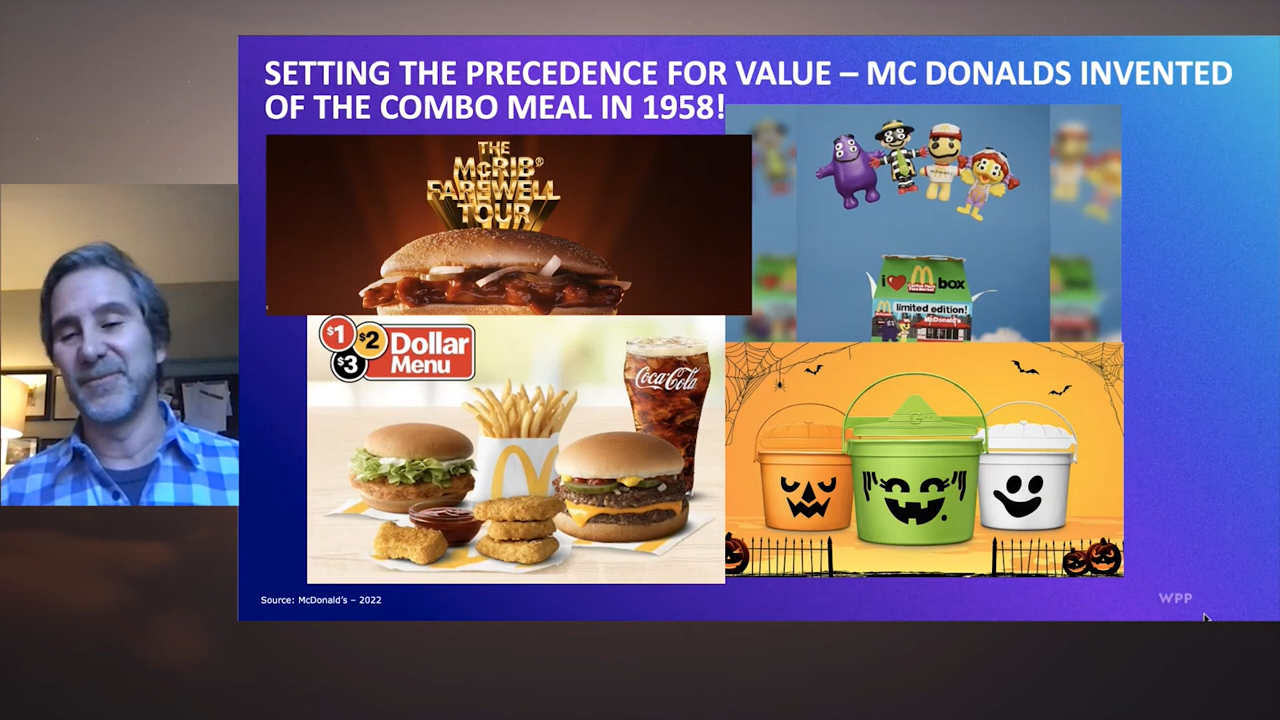 SETTING THE PRECEDENCE FOR VALUE – MC DONALDS INVENTED
OF THE COMBO MEAL IN 1958!
THE
McRIB®
FAREWELL
TOUR
i
box
limited edition!
McDonald's
$1
$2
$3
Dollar
Menu
Coca-Cola
Source: McDonald's – 2022
WPP